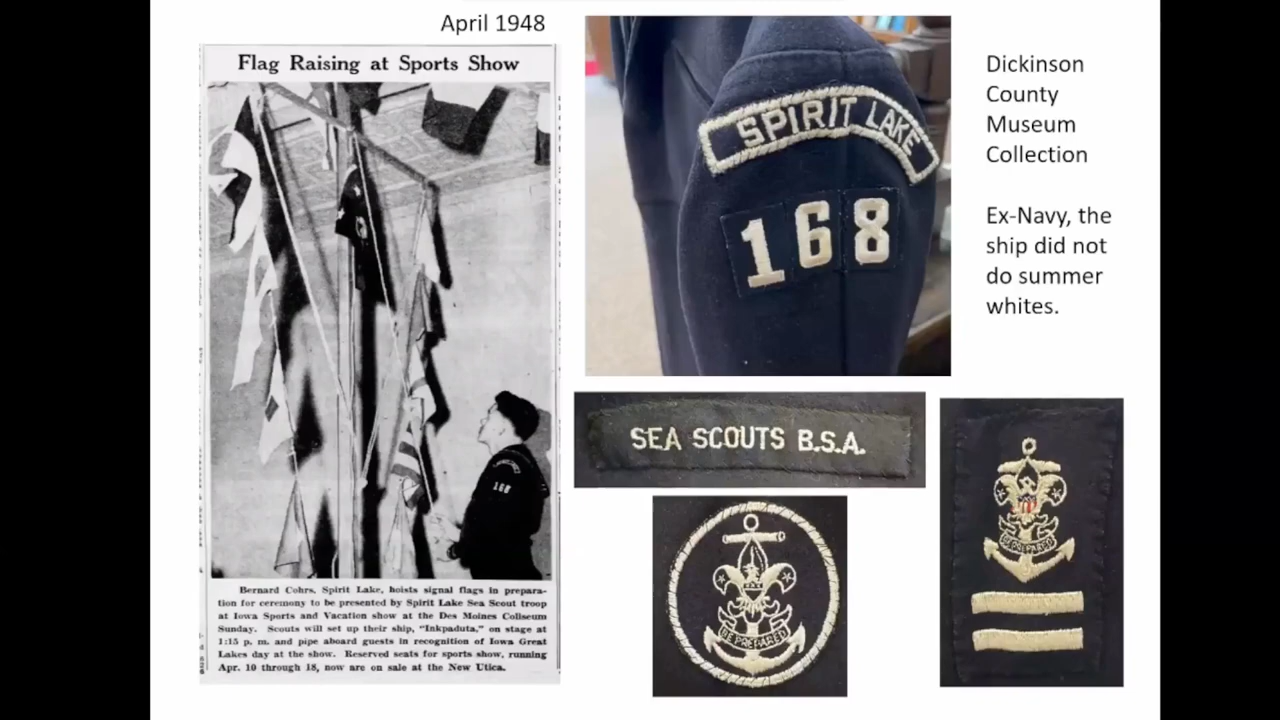 April 1948
Flag Raising at Sports Show
168
Bernard Cohrs, Spirit Lake, hoists signal flags in prepara-
tion for ceremony to be presented by Spirit Lake Sea Scout troop
at Iowa Sports and Vacation show at the Des Moines Coliseum
Sunday. Scouts will set up their ship, "Inkpaduta," on stage at
1:15 p. m. and pipe aboard guests in recognition of Iowa Great
Lakes day at the show. Reserved seats for sports show, running
Apr. 10 through 18, now are on sale at the New Utica.
SPIRIT LAKE
168
Dickinson
County
Museum
Collection
Ex-Navy, the
ship did not
do summer
whites.
SEA SCOUTS B.S.A.
BE PREPARED
BE PREPARED